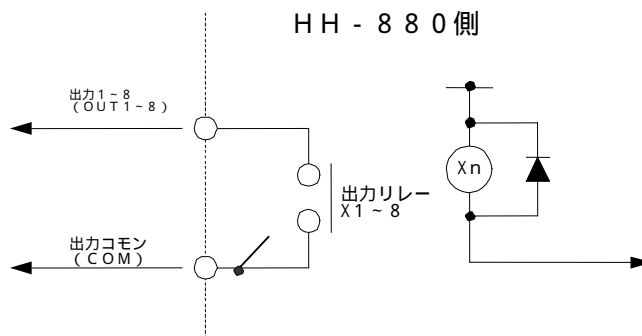 HH-880側
出力1~8
(OUT1~8)
出力リレー
X1~8
Xn
出力コモン
(COM)